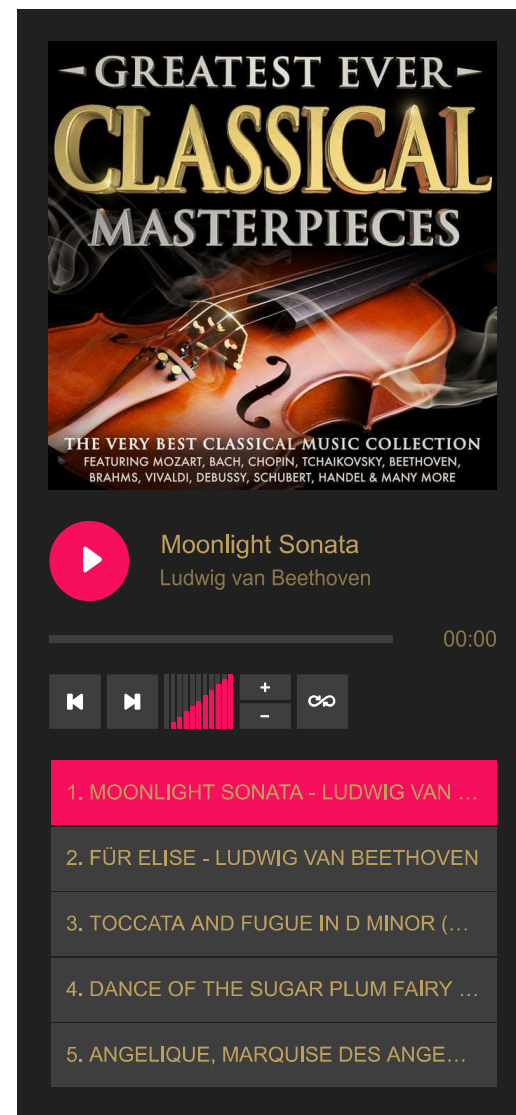 GREATEST EVER
CLASSICAL
MASTERPIECES
THE VERY BEST CLASSICAL MUSIC COLLECTION
FEATURING MOZART, BACH, CHOPIN, TCHAIKOVSKY, BEETHOVEN,
BRAHMS, VIVALDI, DEBUSSY, SCHUBERT, HANDEL & MANY MORE
Moonlight Sonata
Ludwig van Beethoven
00:00
+
-
1. MOONLIGHT SONATA - LUDWIG VAN ...
2. FÜR ELISE - LUDWIG VAN BEETHOVEN
3. TOCCATA AND FUGUE IN D MINOR (...
4. DANCE OF THE SUGAR PLUM FAIRY ...
5. ANGELIQUE, MARQUISE DES ANGE...